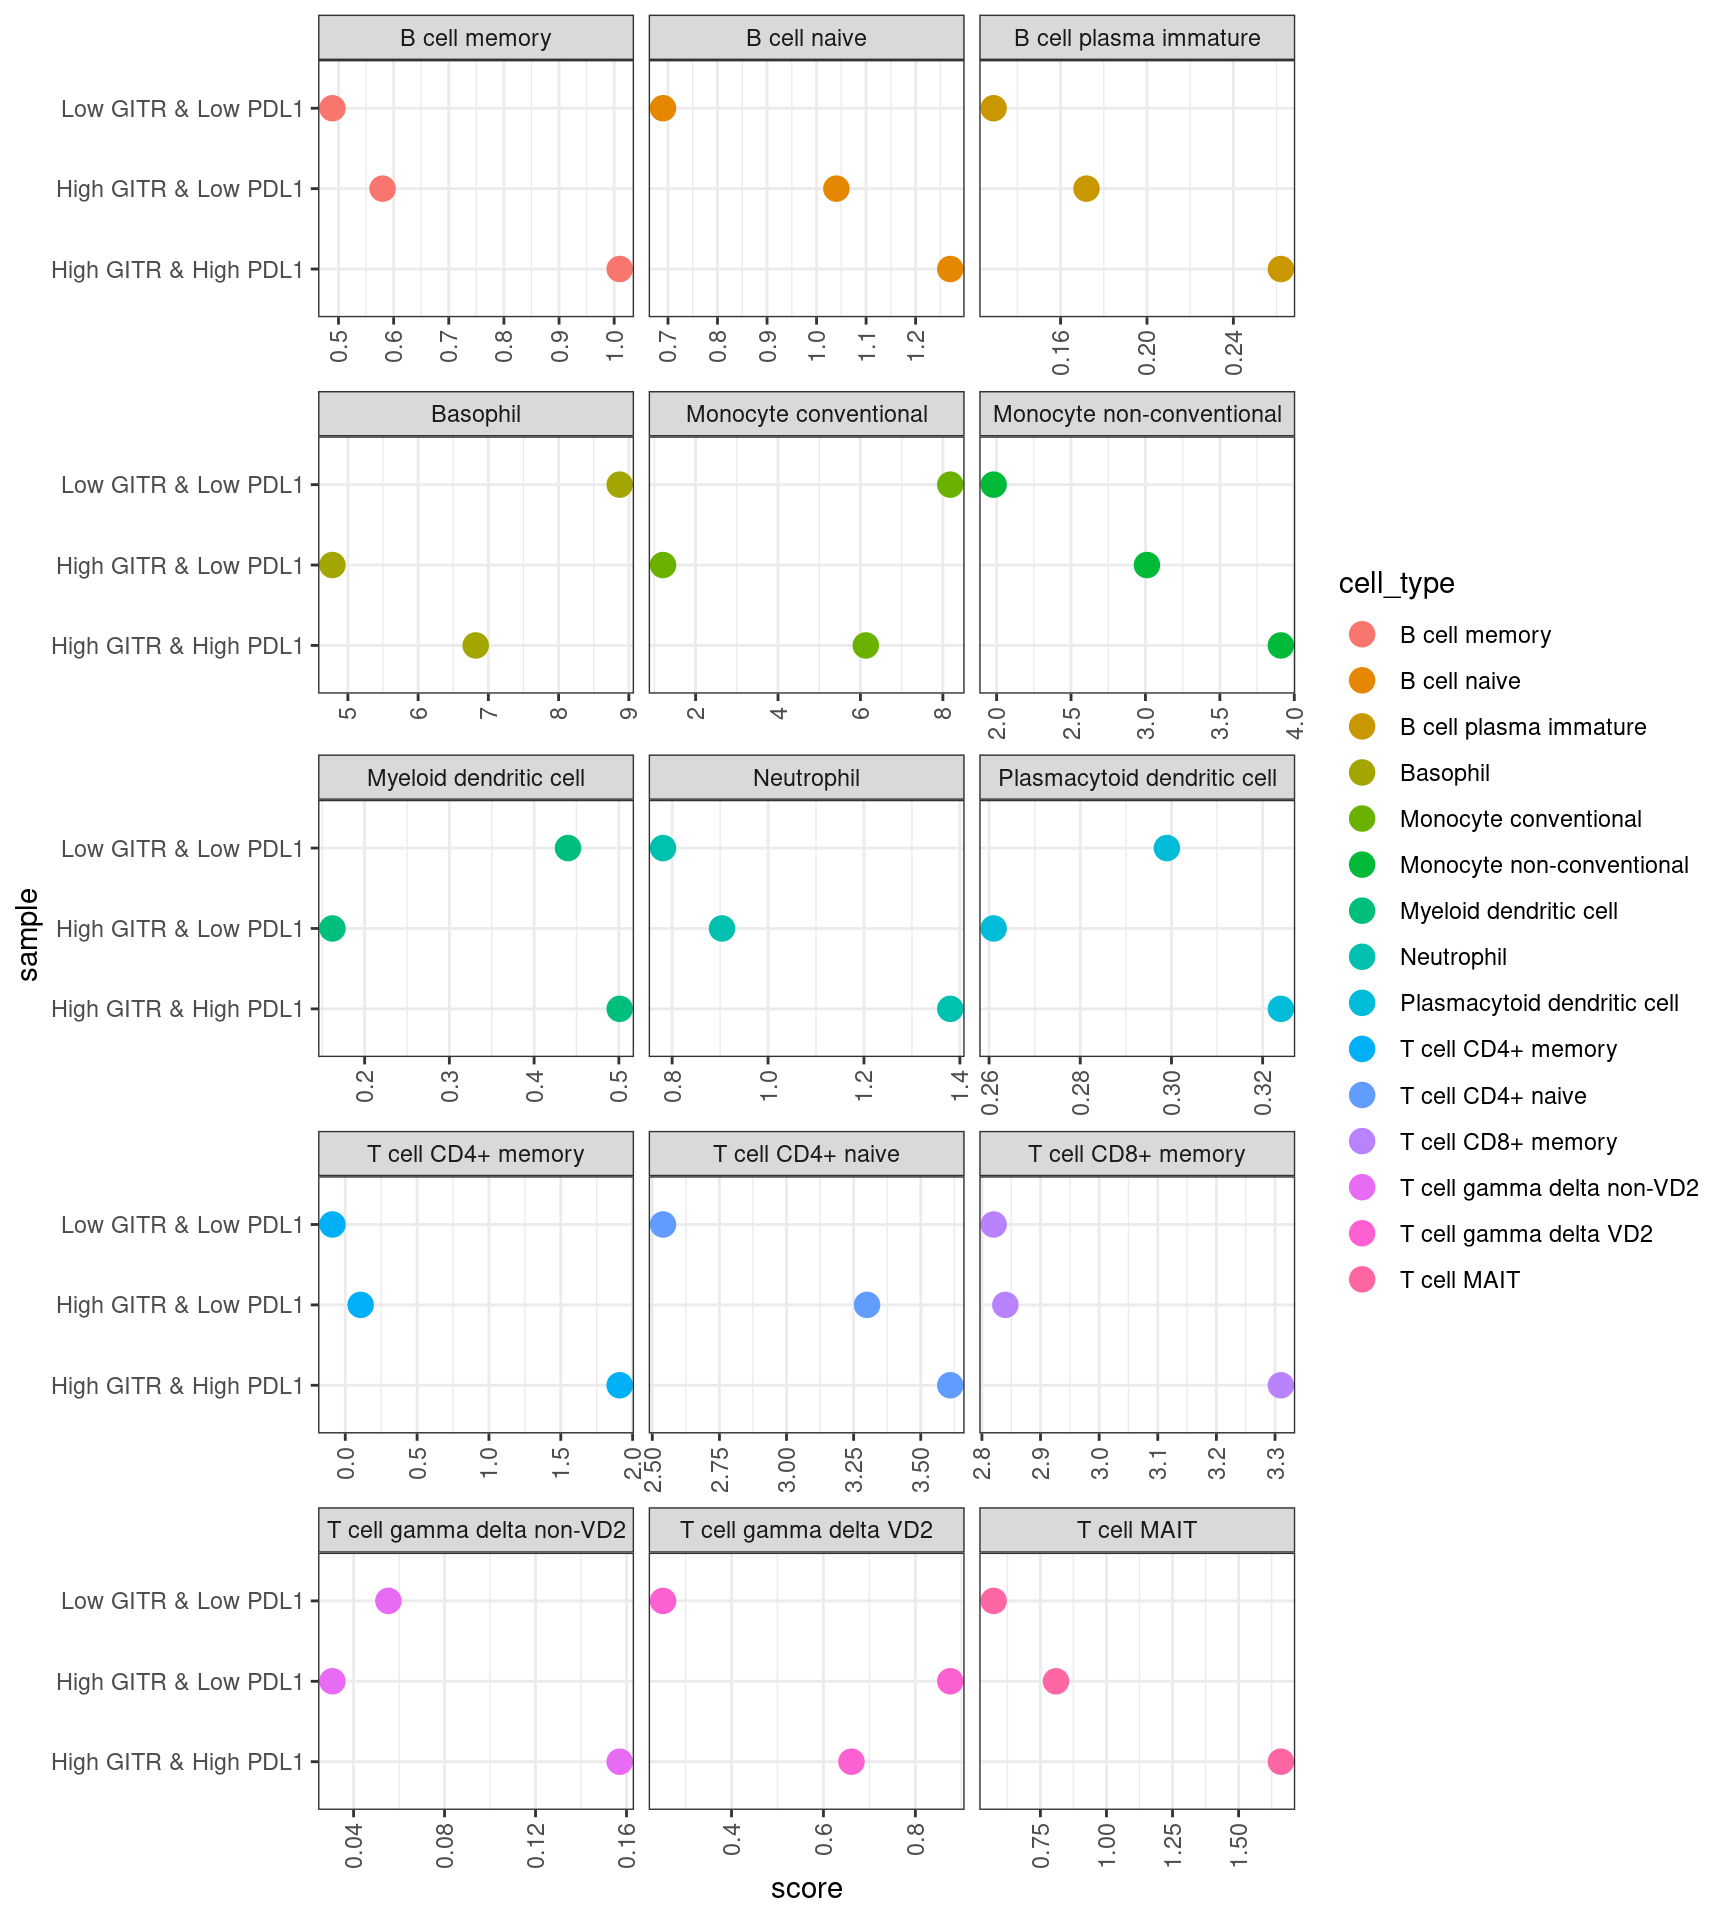 B cell memory
B cell naive
B cell plasma immature
Low GITR & Low PDL1
High GITR & Low PDL1
High GITR & High PDL1
0.5 0.6 0.7 0.8 0.9 1.0
0.7 0.8 0.9 1.0 1.1 1.2
0.16 0.20 0.24
Basophil
Monocyte conventional
Monocyte non-conventional
Low GITR & Low PDL1
High GITR & Low PDL1
High GITR & High PDL1
5 6 7 8 9
2 4 6 8
2.0 2.5 3.0 3.5 4.0
Myeloid dendritic cell
Neutrophil
Plasmacytoid dendritic cell
Low GITR & Low PDL1
High GITR & Low PDL1
High GITR & High PDL1
0.2 0.3 0.4 0.5
0.8 1.0 1.2 1.4
0.26 0.28 0.30 0.32
T cell CD4+ memory
T cell CD4+ naive
T cell CD8+ memory
Low GITR & Low PDL1
High GITR & Low PDL1
High GITR & High PDL1
0.0 0.5 1.0 1.5 2.0
2.50 2.75 3.00 3.25 3.50
2.8 2.9 3.0 3.1 3.2 3.3
T cell gamma delta non-VD2
T cell gamma delta VD2
T cell MAIT
Low GITR & Low PDL1
High GITR & Low PDL1
High GITR & High PDL1
0.04 0.08 0.12 0.16
0.4 0.6 0.8
0.75 1.00 1.25 1.50
score
sample
cell_type
B cell memory
B cell naive
B cell plasma immature
Basophil
Monocyte conventional
Monocyte non-conventional
Myeloid dendritic cell
Neutrophil
Plasmacytoid dendritic cell
T cell CD4+ memory
T cell CD4+ naive
T cell CD8+ memory
T cell gamma delta non-VD2
T cell gamma delta VD2
T cell MAIT